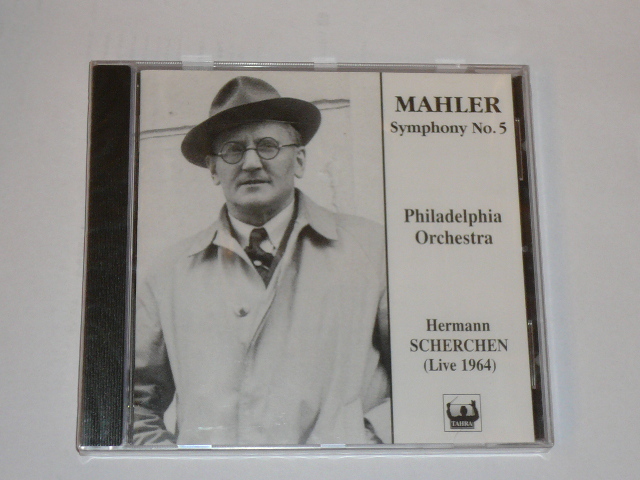 MAHLER
Symphony No. 5
Philadelphia
Orchestra
Hermann
SCHERCHEN
(Live 1964)
TAHRA